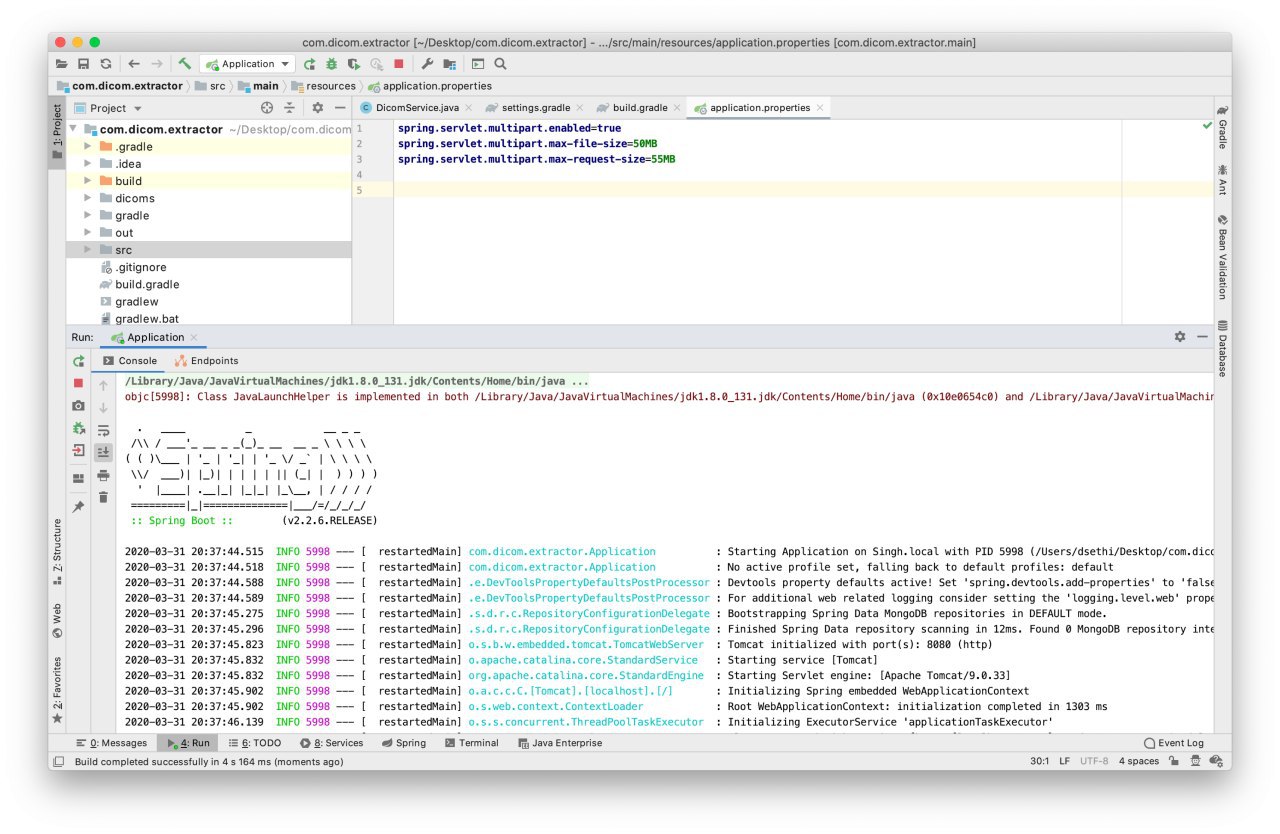 com.dicom.extractor [~/Desktop/com.dicom.extractor] - .../src/main/resources/application.properties [com.dicom.extractor.main]
Application
com.dicom.extractor src main resources application.properties
Project
DicomService.java settings.gradle build.gradle application.properties
1: Project
com.dicom.extractor ~/Desktop/com.dicom
.gradle
.idea
build
dicoms
gradle
out
src
.gitignore
build.gradle
gradlew
gradlew.bat
1 spring.servlet.multipart.enabled=true
2 spring.servlet.multipart.max-file-size=50MB
3 spring.servlet.multipart.max-request-size=55MB
4
5
Gradle
Ant
Bean Validation
Database
Run: Application
Console Endpoints
/Library/Java/JavaVirtualMachines/jdk1.8.0_131.jdk/Contents/Home/bin/java ...
objc[5998]: Class JavaLaunchHelper is implemented in both /Library/Java/JavaVirtualMachines/jdk1.8.0_131.jdk/Contents/Home/bin/java (0x10e0654c0) and /Library/Java/JavaVirtualMachin
:: Spring Boot :: (v2.2.6.RELEASE)
2020-03-31 20:37:44.515 INFO 5998 --- [ restartedMain] com.dicom.extractor.Application : Starting Application on Singh.local with PID 5998 (/Users/dsethi/Desktop/com.dico
2020-03-31 20:37:44.518 INFO 5998 --- [ restartedMain] com.dicom.extractor.Application : No active profile set, falling back to default profiles: default
2020-03-31 20:37:44.588 INFO 5998 --- [ restartedMain] .e.DevToolsPropertyDefaultsPostProcessor : Devtools property defaults active! Set 'spring.devtools.add-properties' to 'false
2020-03-31 20:37:44.589 INFO 5998 --- [ restartedMain] .e.DevToolsPropertyDefaultsPostProcessor : For additional web related logging consider setting the 'logging.level.web' prope
2020-03-31 20:37:45.275 INFO 5998 --- [ restartedMain] .s.d.r.c.RepositoryConfigurationDelegate : Bootstrapping Spring Data MongoDB repositories in DEFAULT mode.
2020-03-31 20:37:45.296 INFO 5998 --- [ restartedMain] .s.d.r.c.RepositoryConfigurationDelegate : Finished Spring Data repository scanning in 12ms. Found 0 MongoDB repository inte
2020-03-31 20:37:45.823 INFO 5998 --- [ restartedMain] o.s.b.w.embedded.tomcat.TomcatWebServer : Tomcat initialized with port(s): 8080 (http)
2020-03-31 20:37:45.832 INFO 5998 --- [ restartedMain] o.apache.catalina.core.StandardService : Starting service [Tomcat]
2020-03-31 20:37:45.832 INFO 5998 --- [ restartedMain] org.apache.catalina.core.StandardEngine : Starting Servlet engine: [Apache Tomcat/9.0.33]
2020-03-31 20:37:45.902 INFO 5998 --- [ restartedMain] o.a.c.c.C.[Tomcat].[localhost].[/] : Initializing Spring embedded WebApplicationContext
2020-03-31 20:37:45.902 INFO 5998 --- [ restartedMain] o.s.web.context.ContextLoader : Root WebApplicationContext: initialization completed in 1303 ms
2020-03-31 20:37:46.139 INFO 5998 --- [ restartedMain] o.s.s.concurrent.ThreadPoolTaskExecutor : Initializing ExecutorService 'applicationTaskExecutor'
7: Structure
Web
2: Favorites
0: Messages 4: Run 6: TODO 8: Services Spring Terminal Java Enterprise Event Log
Build completed successfully in 4 s 164 ms (moments ago) 30:1 LF UTF-8 4 spaces